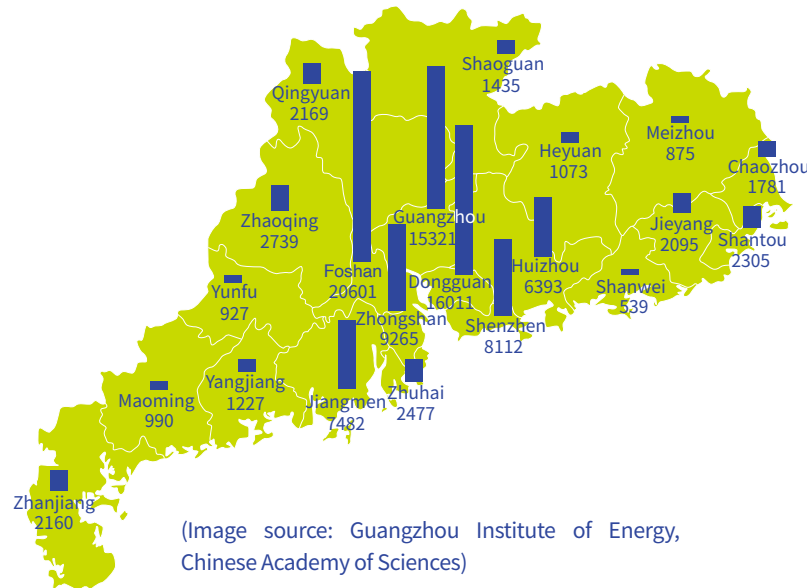 Shaoguan
1435
Qingyuan
2169
Meizhou
875
Heyuan
1073
Chaozhou
1781
Zhaoqing
2739
Guangzhou
15321
Jieyang
2095
Shantou
2305
Foshan
20601
Dongguan
16011
Huizhou
6393
Shanwei
539
Yunfu
927
Zhongshan
9265
Shenzhen
8112
Yangjiang
1227
Maoming
990
Jiangmen
7482
Zhuhai
2477
Zhanjiang
2160
(Image source: Guangzhou Institute of Energy,
Chinese Academy of Sciences)